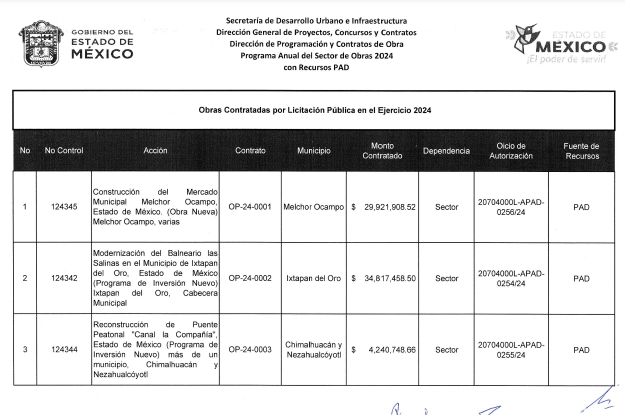 GOBIERNO DEL
ESTADO DE
MÉXICO
Secretaría de Desarrollo Urbano e Infraestructura
Dirección General de Proyectos, Concursos y Contratos
Dirección de Programación y Contratos de Obra
Programa Anual del Sector de Obras 2024
con Recursos PAD
ESTADO DE
MÉXICO
¡El poder de servir!
Obras Contratadas por Licitación Pública en el Ejercicio 2024
No
No Control
Acción
Contrato
Municipio
Monto
Contratado
Dependencia
Oicio de
Autorización
Fuente de
Recursos
1
124345
Construcción del Mercado
Municipal Melchor Ocampo,
Estado de México. (Obra Nueva)
Melchor Ocampo, varias
OP-24-0001
Melchor Ocampo
$ 29,921,908.52
Sector
20704000L-APAD-
0256/24
PAD
2
124342
Modernización del Balneario las
Salinas en el Municipio de Ixtapan
del Oro, Estado de México
(Programa de Inversión Nuevo)
Ixtapan del Oro, Cabecera
Municipal
OP-24-0002
Ixtapan del Oro
$ 34,817,458.50
Sector
20704000L-APAD-
0254/24
PAD
3
124344
Reconstrucción de Puente
Peatonal "Canal la Compañía",
Estado de México (Programa de
Inversión Nuevo) más de un
municipio, Chimalhuacán y
Nezahualcóyotl
OP-24-0003
Chimalhuacán y
Nezahualcóyotl
$ 4,240,748.66
Sector
20704000L-APAD-
0255/24
PAD